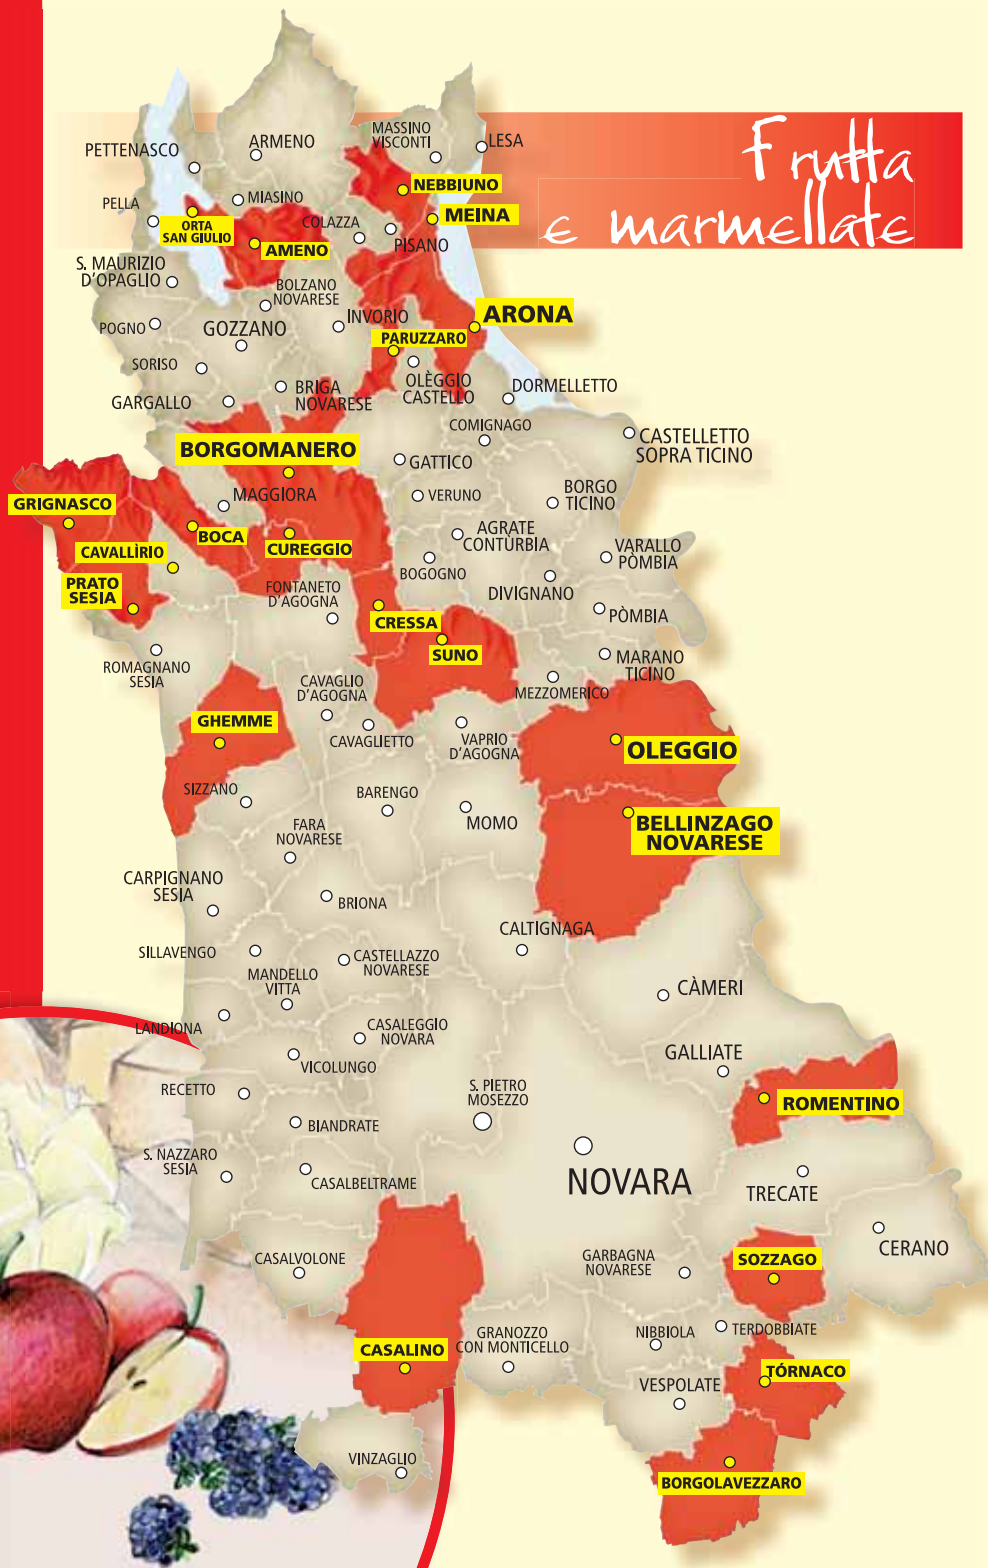 Frutta
e marmellate
PETTENASCO
ARMENO
MASSINO
VISCONTI
LESA
NEBBIUNO
PELLA
MIASINO
MEINA
ORTA
SAN GIULIO
COLAZZA
PISANO
AMENO
S. MAURIZIO
D'OPAGLIO
BOLZANO
NOVARESE
POGNO
GOZZANO
INVORIO
ARONA
PARUZZARO
SORISO
OLÈGGIO
CASTELLO
DORMELLETTO
GARGALLO
BRIGA
NOVARESE
COMIGNAGO
CASTELLETTO
SOPRA TICINO
BORGOMANERO
GATTICO
GRIGNASCO
MAGGIORA
VERUNO
BORGO
TICINO
BOCA
CUREGGIO
AGRATE
CONTURBIA
VARALLO
PÒMBIA
CAVALLÌRIO
BOGOGNO
PRATO
SESIA
FONTANETO
D'AGOGNA
DIVIGNANO
CRESSA
PÒMBIA
SUNO
ROMAGNANO
SESIA
MARANO
TICINO
CAVAGLIO
D'AGOGNA
MEZZOMERICO
GHEMME
CAVAGLIETTO
VAPRIO
D'AGOGNA
OLEGGIO
SIZZANO
BARENGO
MOMO
BELLINZAGO
NOVARESE
FARA
NOVARESE
CARPIGNANO
SESIA
BRIONA
CALTIGNAGA
SILLAVENGO
CASTELLAZZO
NOVARESE
MANDELLO
VITTA
CÀMERI
LANDIONA
CASALEGGIO
NOVARA
VICOLUNGO
GALLIATE
RECETTO
S. PIETRO
MOSEZZO
ROMENTINO
BIANDRATE
S. NAZZARO
SESIA
CASALBELTRAME
NOVARA
TRECATE
CASALVOLONE
GARBAGNA
NOVARESE
SOZZAGO
CERANO
CASALINO
GRANOZZO
CON MONTICELLO
NIBBIOLA
TERDOBBIATE
VESPOLATE
TÓRNACO
VINZAGLIO
BORGOLAVEZZARO